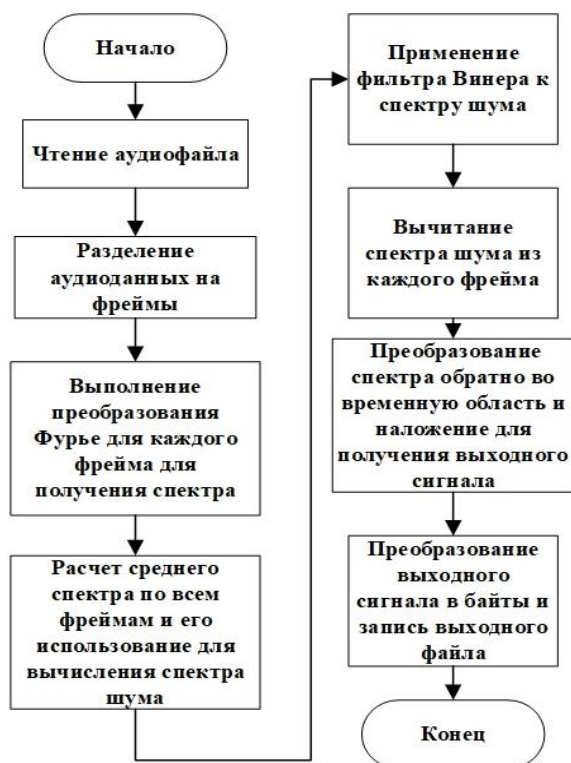 Начало
Чтение аудиофайла
Разделение
аудиоданных на
фреймы
Выполнение
преобразования
Фурье для каждого
фрейма для
получения спектра
Расчет среднего
спектра по всем
фреймам и его
использование для
вычисления спектра
шума
Применение
фильтра Винера к
спектру шума
Вычитание
спектра шума из
каждого фрейма
Преобразование
спектра обратно во
временную область и
наложение для
получения выходного
сигнала
Преобразование
выходного
сигнала в байты и
запись выходного
файла
Конец